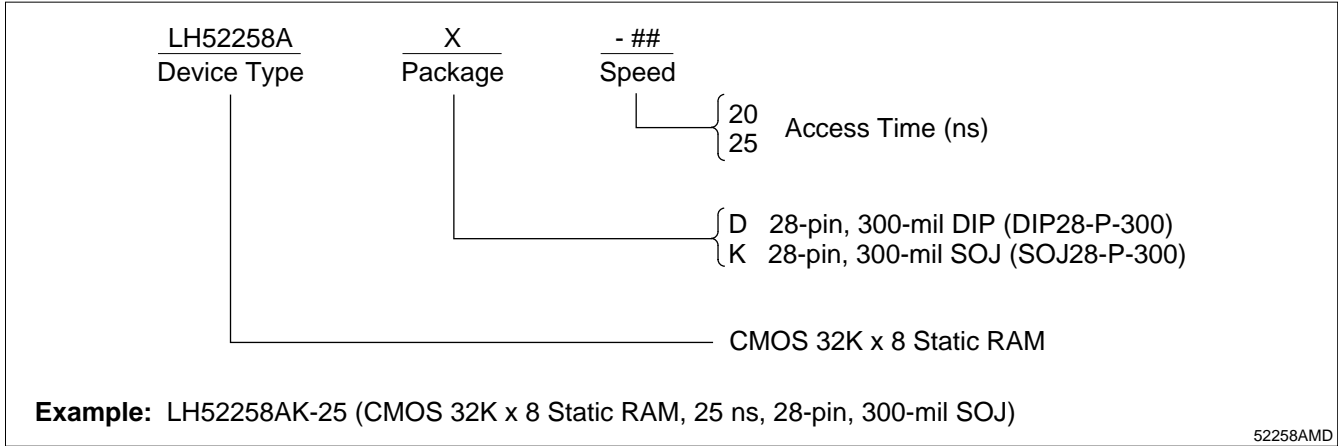 LH52258A X - ##
Device Type Package Speed
20
25
Access Time (ns)
D 28-pin, 300-mil DIP (DIP28-P-300)
K 28-pin, 300-mil SOJ (SOJ28-P-300)
CMOS 32K x 8 Static RAM
Example: LH52258AK-25 (CMOS 32K x 8 Static RAM, 25 ns, 28-pin, 300-mil SOJ)
52258AMD